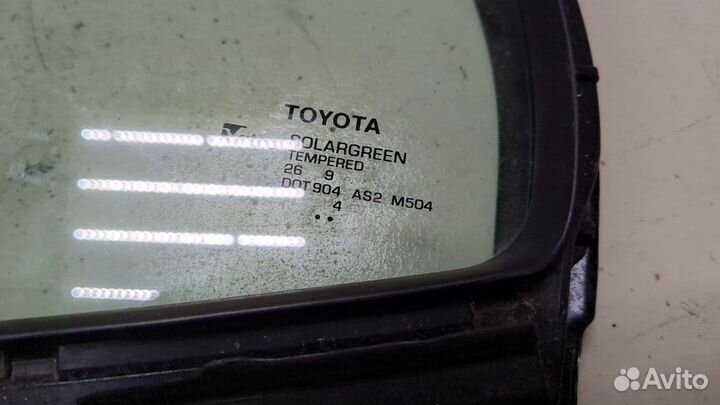 TOYOTA
SOLARGREEN
TEMPERED
26 9
DOT904 AS2 M504
4
Avito